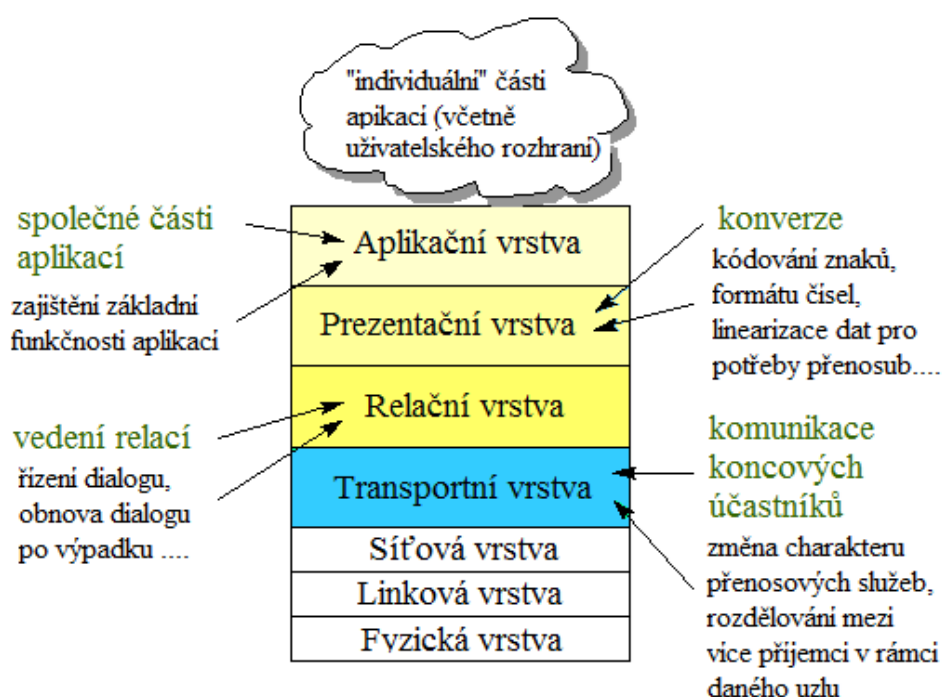 "individuální" části
apikací (včetně
uživatelského rozhraní)
společné části
aplikací
zajištění základní
funkčnosti aplikací
Aplikační vrstva
konverze
kódování znaků,
formátu čísel,
linearizace dat pro
potřeby přenosub....
Prezentační vrstva
vedení relací
řízení dialogu,
obnova dialogu
po výpadku ....
Relační vrstva
komunikace
koncových
účastníků
změna charakteru
přenosových služeb,
rozdělování mezi
více příjemci v rámci
daného uzlu
Transportní vrstva
Síťová vrstva
Linková vrstva
Fyzická vrstva